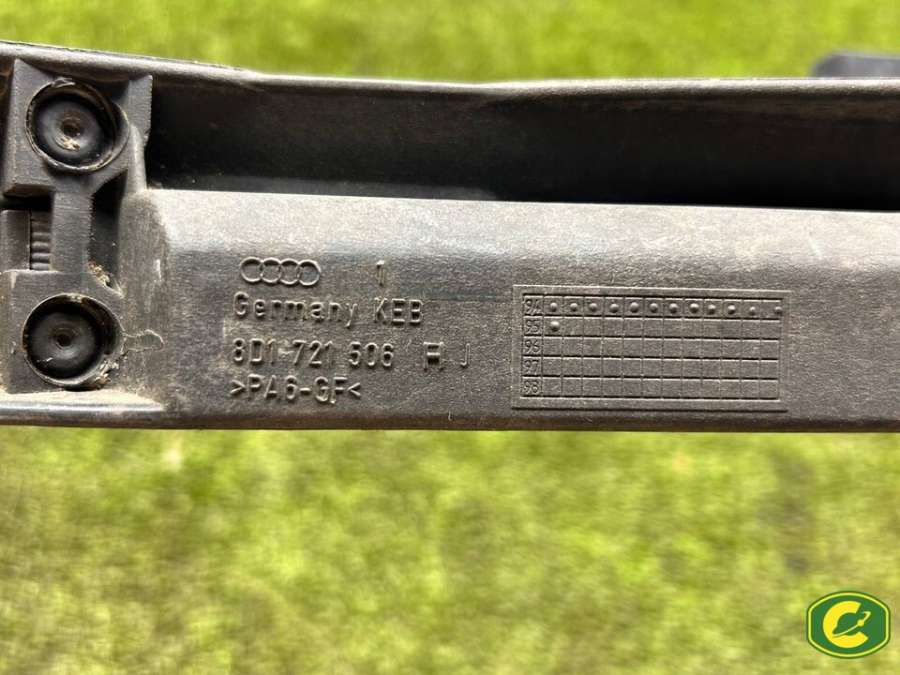 1
Germany KEB
8D1 721 506 H J
>PA6-GF<
94
95
96
97
98
C